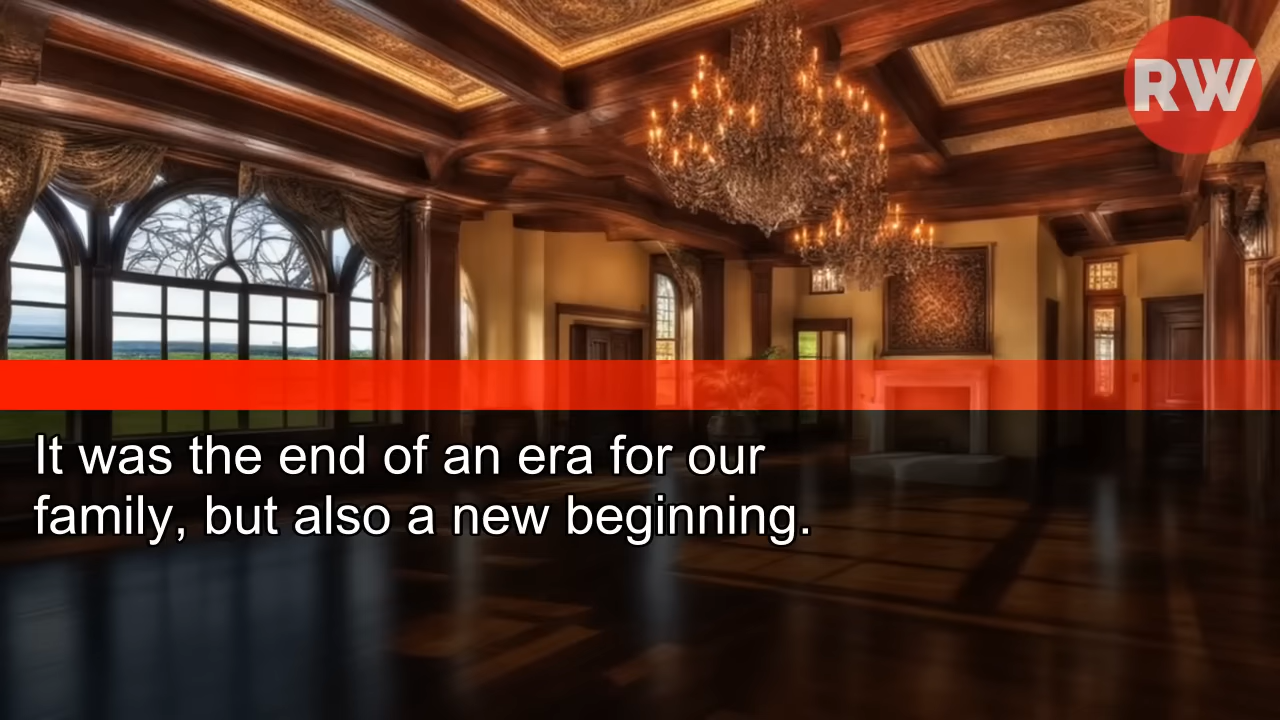 RW
It was the end of an era for our
family, but also a new beginning.